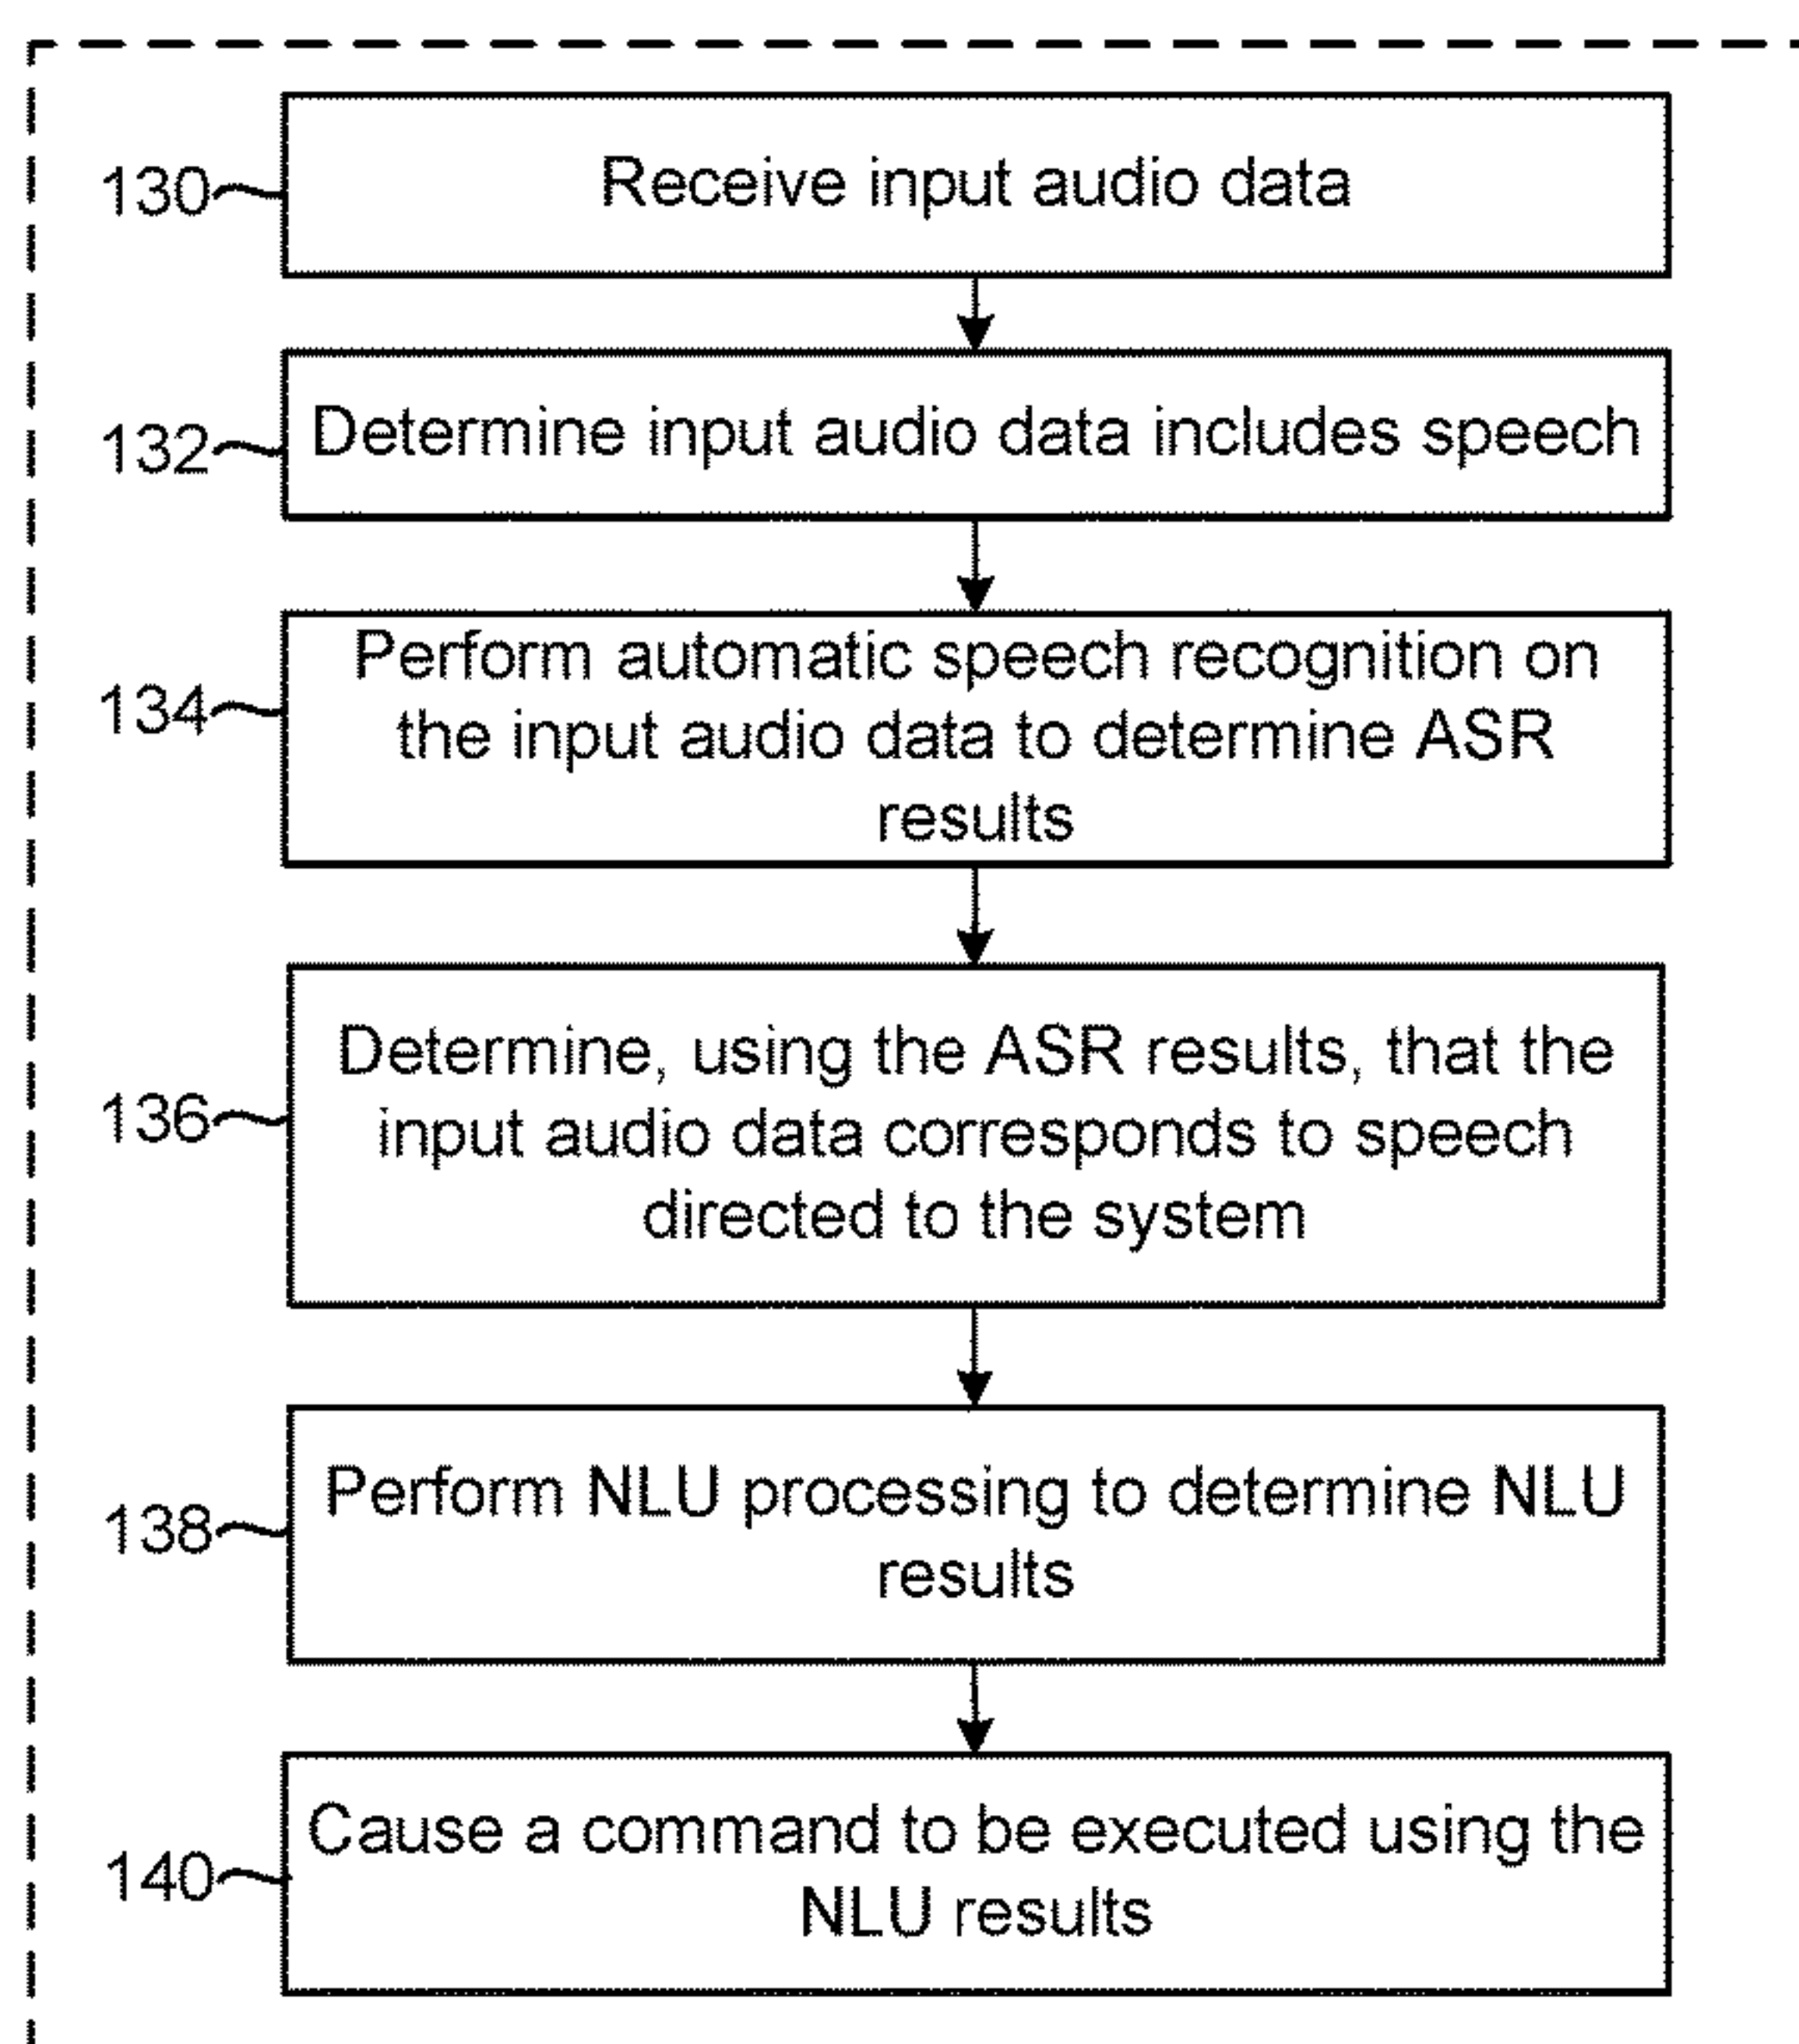 130
Receive input audio data
132
Determine input audio data includes speech
134
Perform automatic speech recognition on
the input audio data to determine ASR
results
136
Determine, using the ASR results, that the
input audio data corresponds to speech
directed to the system
138
Perform NLU processing to determine NLU
results
140
Cause a command to be executed using the
NLU results